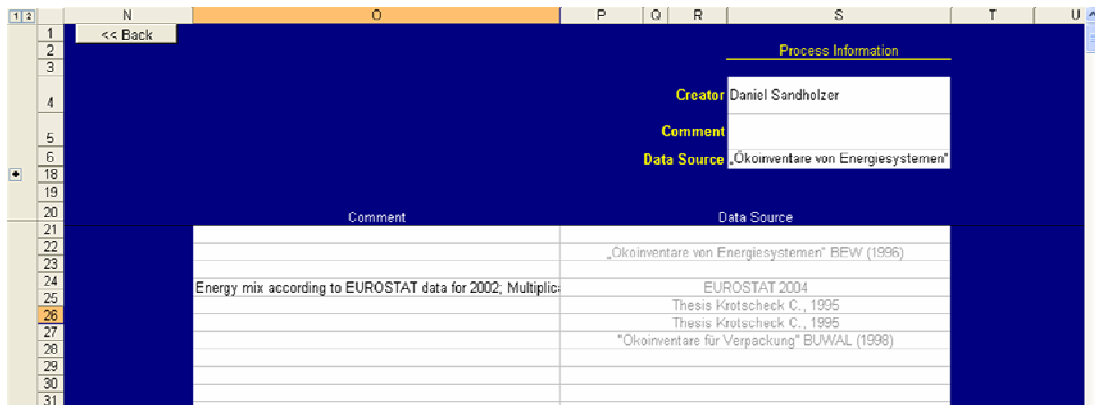 1 2 N O P Q R S T U
1 << Back
2 Process Information
3
4 Creator Daniel Sandholzer
5 Comment
6 Data Source „Ökoinventare von Energiesystemen"
18
19
20 Comment Data Source
21
22 „Ökoinventare von Energiesystemen" BEW (1996)
23
24 Energy mix according to EUROSTAT data for 2002; Multiplica EUROSTAT 2004
25 Thesis Krotscheck C., 1995
26 Thesis Krotscheck C., 1995
27 "Ökoinventare für Verpackung" BUWAL (1998)
28
29
30
31